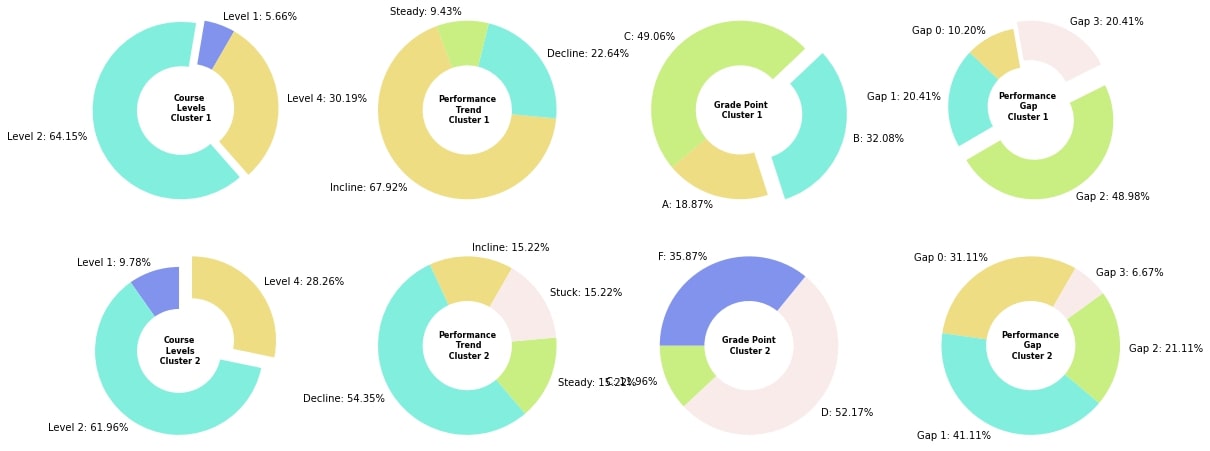 Level 1: 5.66%
Level 4: 30.19%
Level 2: 64.15%
Course
Levels
Cluster 1
Steady: 9.43%
Decline: 22.64%
Incline: 67.92%
Performance
Trend
Cluster 1
C: 49.06%
B: 32.08%
A: 18.87%
Grade Point
Cluster 1
Gap 3: 20.41%
Gap 0: 10.20%
Gap 1: 20.41%
Gap 2: 48.98%
Performance
Gap
Cluster 1
Level 1: 9.78%
Level 4: 28.26%
Level 2: 61.96%
Course
Levels
Cluster 2
Incline: 15.22%
Stuck: 15.22%
Steady: 15.22%
Decline: 54.35%
Performance
Trend
Cluster 2
F: 35.87%
C: 11.96%
D: 52.17%
Grade Point
Cluster 2
Gap 0: 31.11%
Gap 3: 6.67%
Gap 2: 21.11%
Gap 1: 41.11%
Performance
Gap
Cluster 2